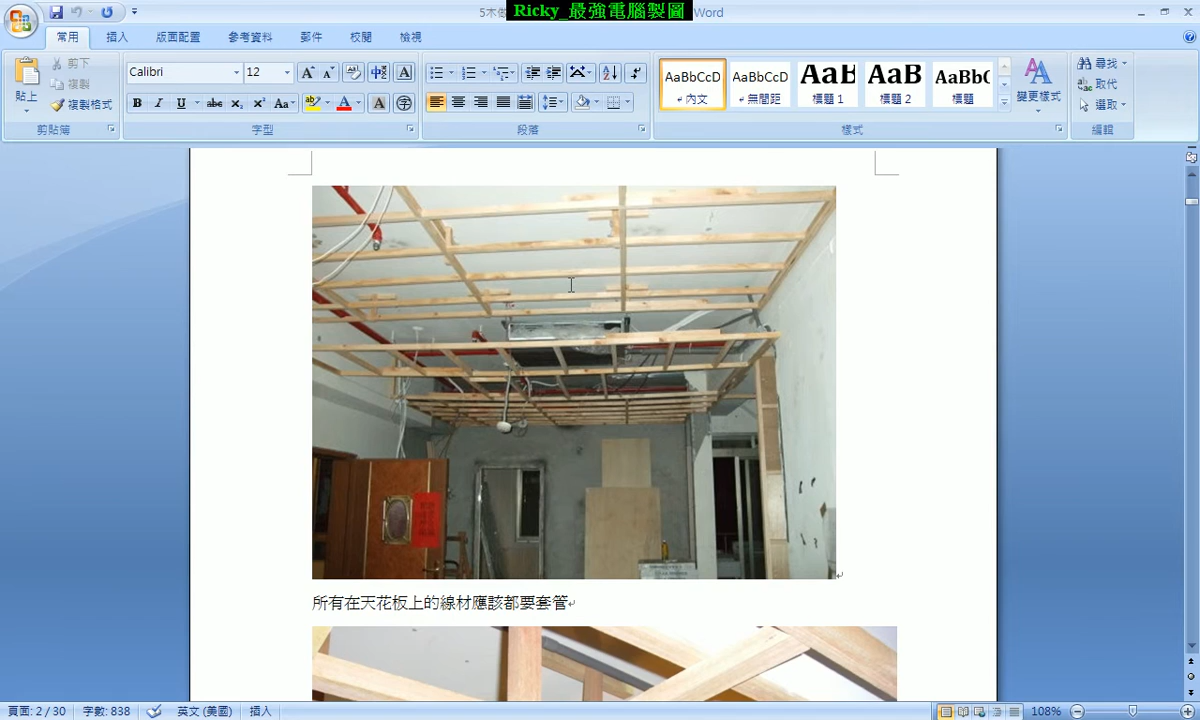 5木做
Word
Ricky_最強電腦製圖
常用
插入
版面配置
參考資料
郵件
校閱
檢視
貼上
剪下
複製
複製格式
剪貼簿
Calibri
12
字型
段落
AaBbCcD
內文
AaBbCcD
無間距
AaBbC
標題 1
AaBbC
標題 2
AaBbC
標題
變更樣式
樣式
尋找
取代
選取
編輯
所有在天花板上的線材應該都要套管
頁面: 2 / 30
字數: 838
英文 (美國)
插入
108%